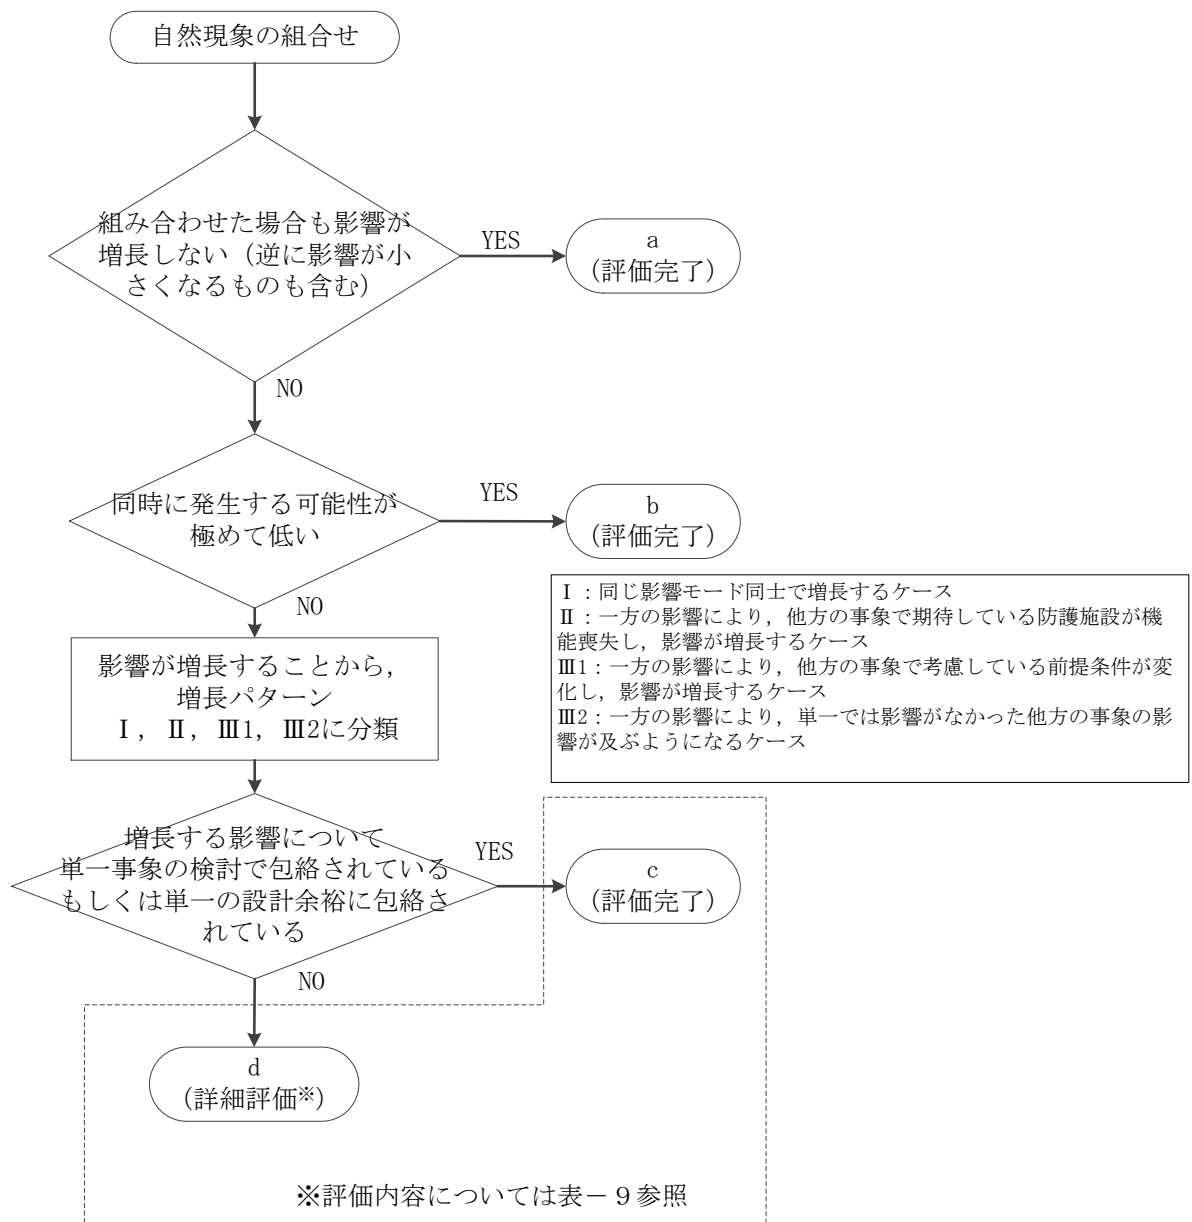 自然現象の組合せ
組み合わせた場合も影響が
増長しない（逆に影響が小
さくなるものも含む）
YES
a
（評価完了）
NO
同時に発生する可能性が
極めて低い
YES
b
（評価完了）
NO
影響が増長することから，
増長パターン
Ⅰ，Ⅱ，Ⅲ1，Ⅲ2に分類
Ⅰ：同じ影響モード同士で増長するケース
Ⅱ：一方の影響により，他方の事象で期待している防護施設が機
能喪失し，影響が増長するケース
Ⅲ1：一方の影響により，他方の事象で考慮している前提条件が変
化し，影響が増長するケース
Ⅲ2：一方の影響により，単一では影響がなかった他方の事象の影
響が及ぶようになるケース
増長する影響について
単一事象の検討で包絡されている
もしくは単一の設計余裕に包絡さ
れている
YES
c
（評価完了）
NO
d
（詳細評価※）
※評価内容については表－９参照